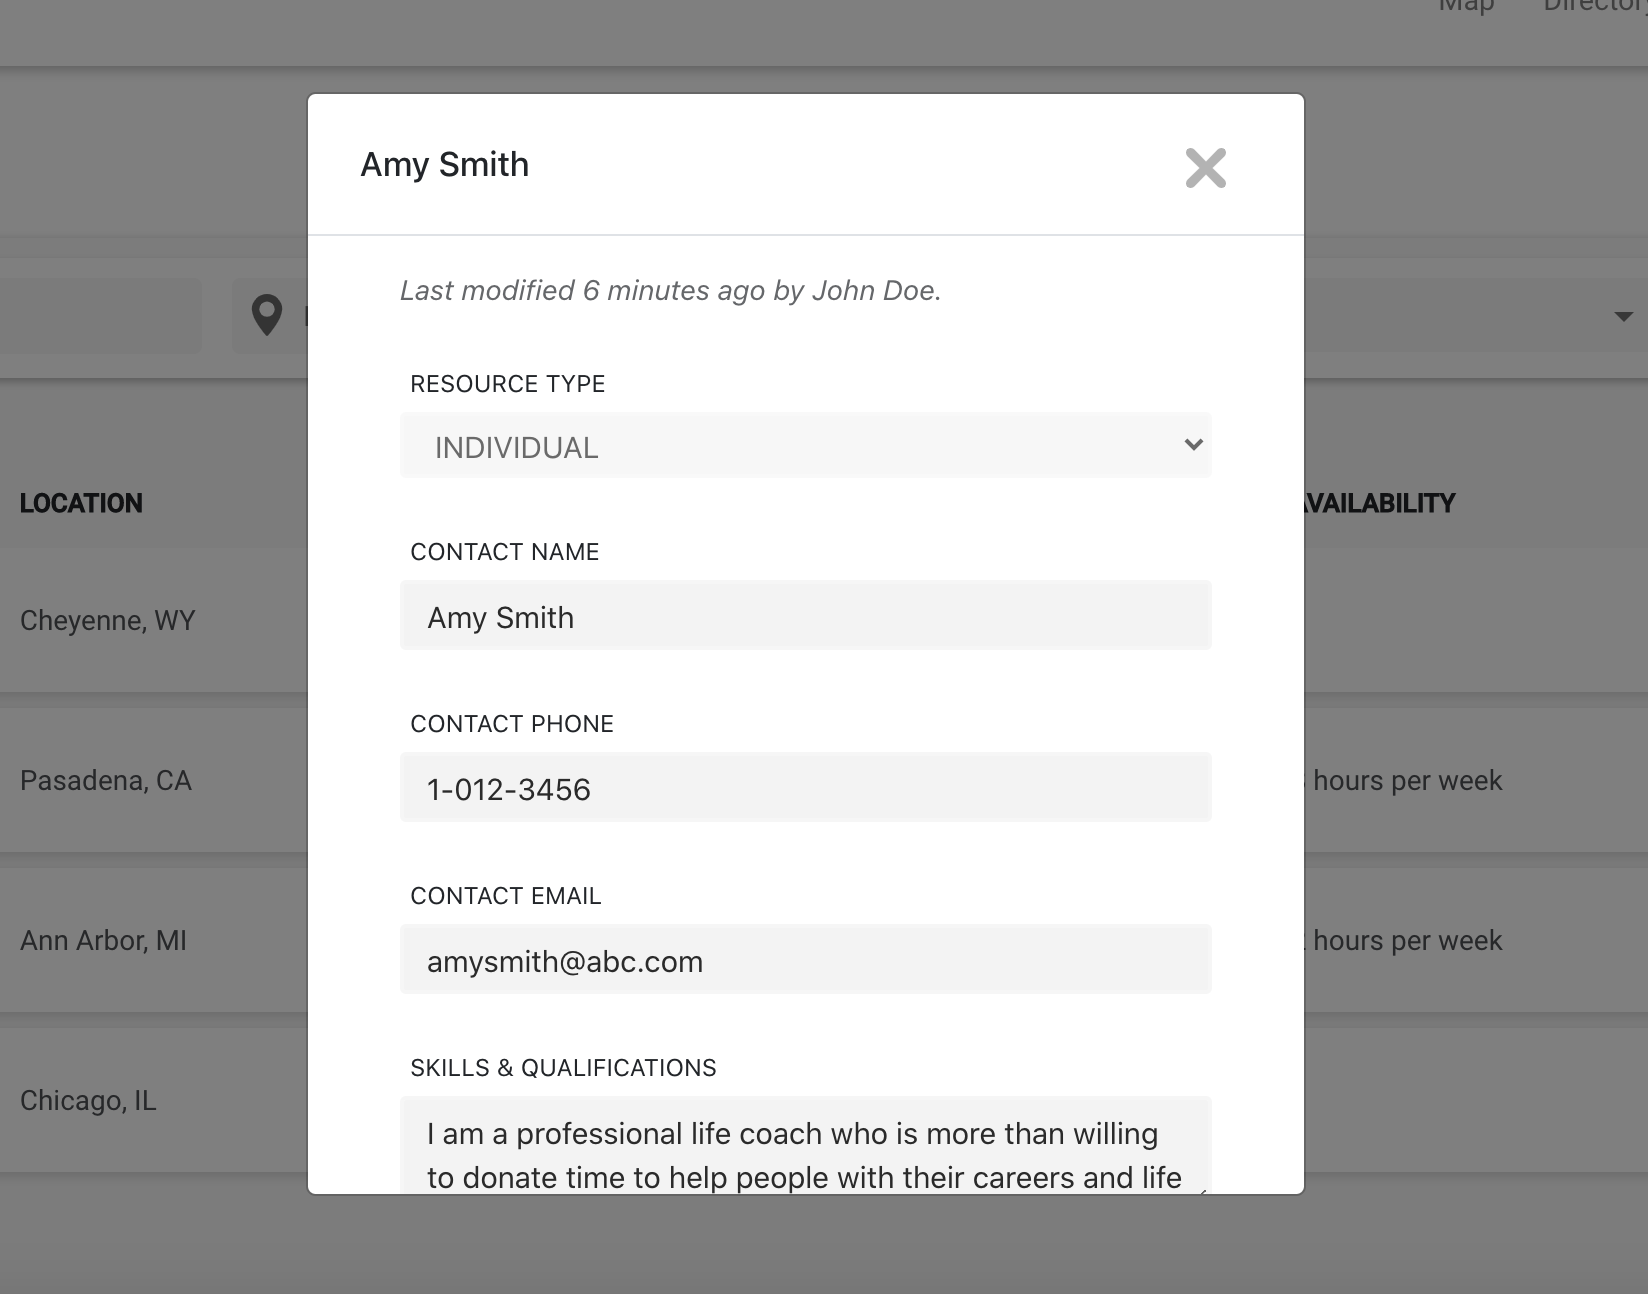 Map
Amy Smith
Last modified 6 minutes ago by John Doe.
RESOURCE TYPE
INDIVIDUAL
LOCATION
CONTACT NAME
Amy Smith
Cheyenne, WY
CONTACT PHONE
1-012-3456
Pasadena, CA
hours per week
CONTACT EMAIL
amysmith@abc.com
Ann Arbor, MI
hours per week
SKILLS & QUALIFICATIONS
I am a professional life coach who is more than willing
to donate time to help people with their careers and life
Chicago, IL